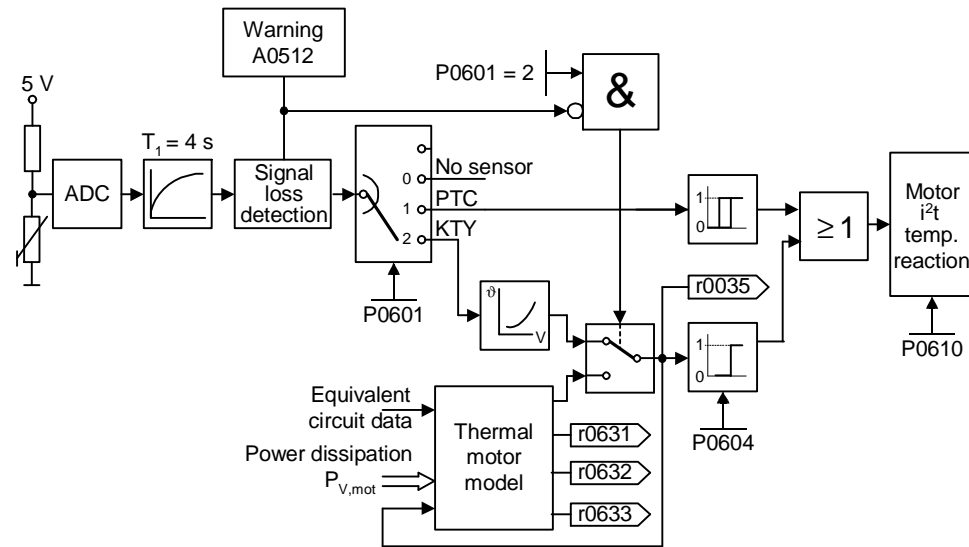 Warning
A0512
P0601 = 2
&
5 V
T1 = 4 s
ADC
Signal
loss
detection
0
No sensor
1
PTC
2
KTY
P0601
1
0
≥ 1
Motor
i²t
temp.
reaction
r0035
P0610
ϑ
V
1
0
P0604
Equivalent
circuit data
Power dissipation
PV,mot
Thermal
motor
model
r0631
r0632
r0633